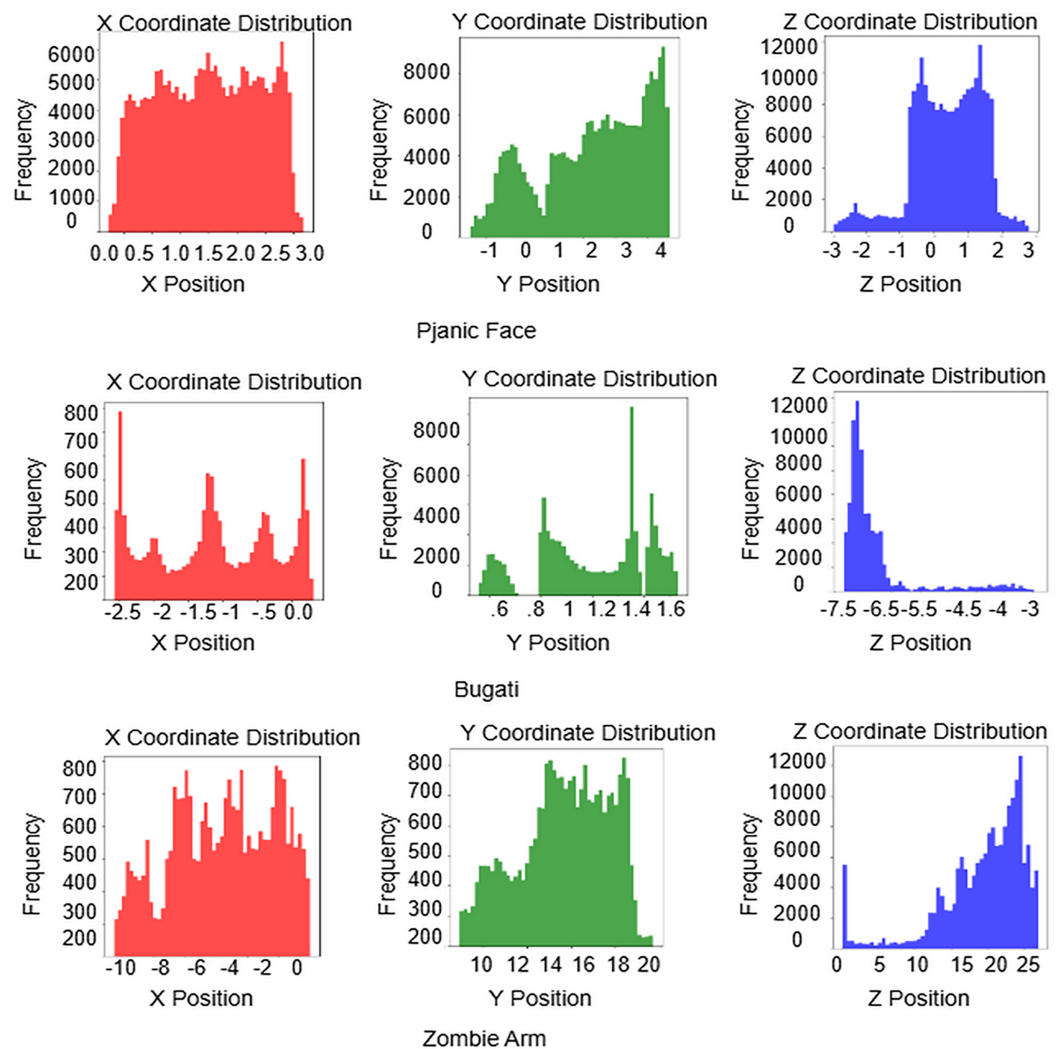 X Coordinate Distribution Y Coordinate Distribution Z Coordinate Distribution
Frequency
6000
5000
4000
3000
2000
1000
0
0.0 0.5 1.0 1.5 2.0 2.5 3.0
X Position
Frequency
8000
6000
4000
2000
0
-1 0 1 2 3 4
Y Position
Frequency
12000
10000
8000
6000
4000
2000
0
-3 -2 -1 0 1 2 3
Z Position
Pjanic Face
X Coordinate Distribution Y Coordinate Distribution Z Coordinate Distribution
Frequency
800
700
600
500
400
300
200
-2.5 -2 -1.5 -1 -.5 0.0
X Position
Frequency
8000
6000
4000
2000
0
.6 .8 1 1.2 1.4 1.6
Y Position
Frequency
12000
10000
8000
6000
4000
2000
0
-7.5 -6.5 -5.5 -4.5 -4 -3
Z Position
Bugati
X Coordinate Distribution Y Coordinate Distribution Z Coordinate Distribution
Frequency
800
700
600
500
400
300
200
-10 -8 -6 -4 -2 0
X Position
Frequency
800
700
600
500
400
300
200
10 12 14 16 18 20
Y Position
Frequency
12000
10000
8000
6000
4000
2000
0
0 5 10 15 20 25
Z Position
Zombie Arm